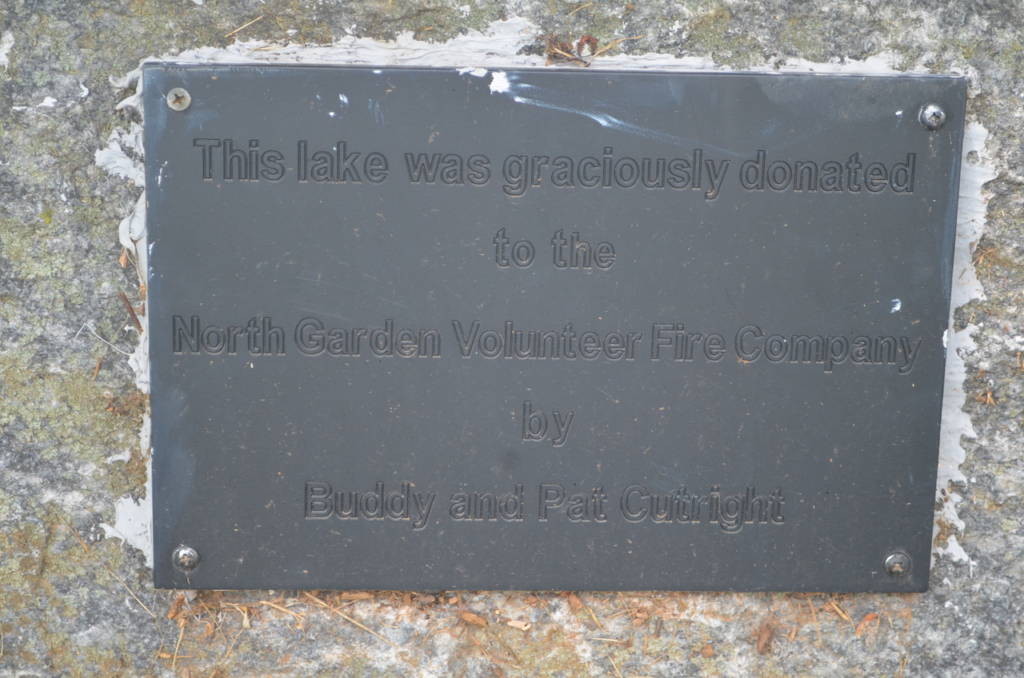 This lake was graciously donated
to the
North Garden Volunteer Fire Company
by
Buddy and Pat Cutright